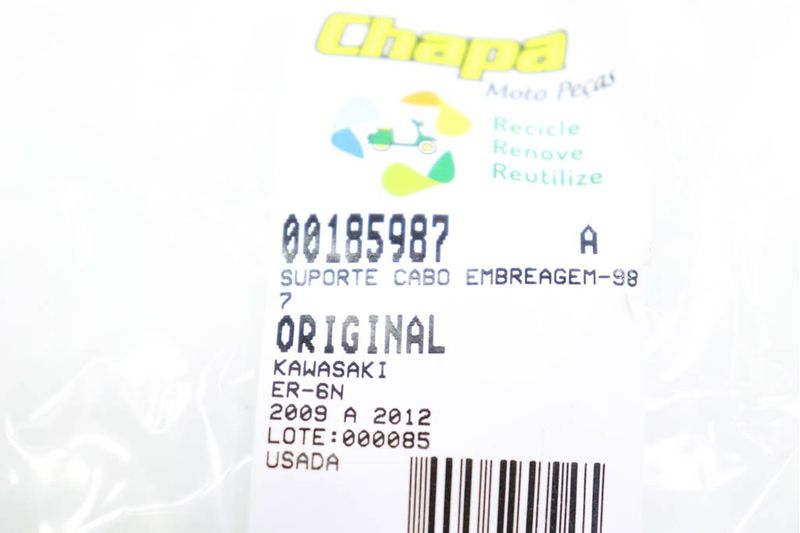 Chapa
Moto Peças
Recicle
Renove
Reutilize
00185987 A
SUPORTE CABO EMBREAGEM-98
7
ORIGINAL
KAWASAKI
ER-6N
2009 A 2012
LOTE:000085
USADA